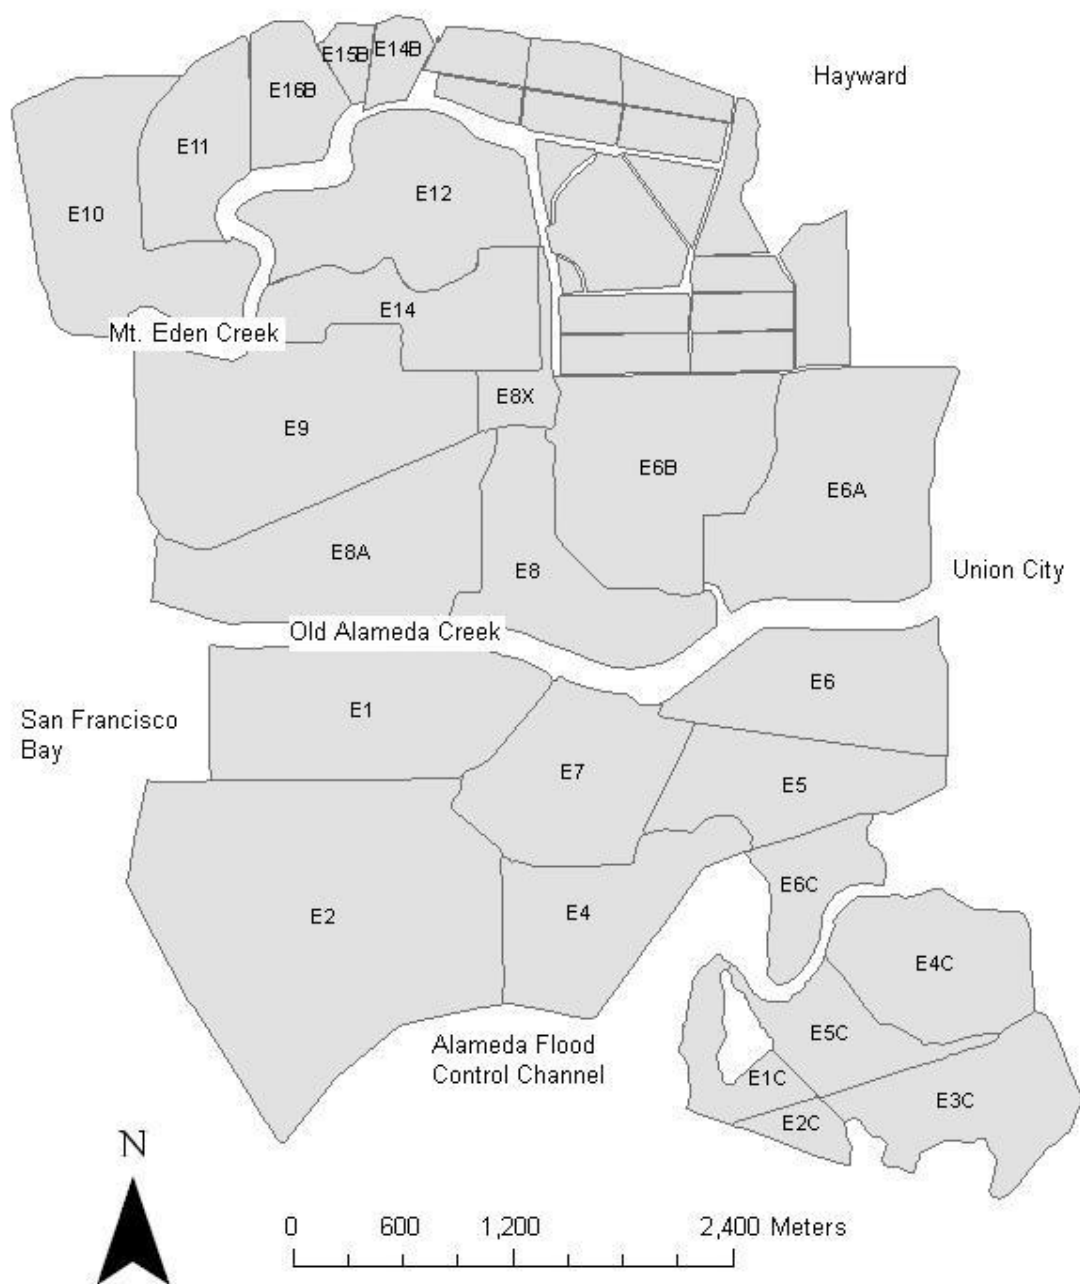 E15B E14B
Hayward
E16B
E11
E12
E10
E14
Mt. Eden Creek
E8X
E9
E6B
E6A
E8A
E8
Union City
Old Alameda Creek
E6
E1
San Francisco
Bay
E7
E5
E6C
E2
E4
E4C
E5C
Alameda Flood
Control Channel
E1C
E3C
E2C
N
0 600 1,200 2,400 Meters